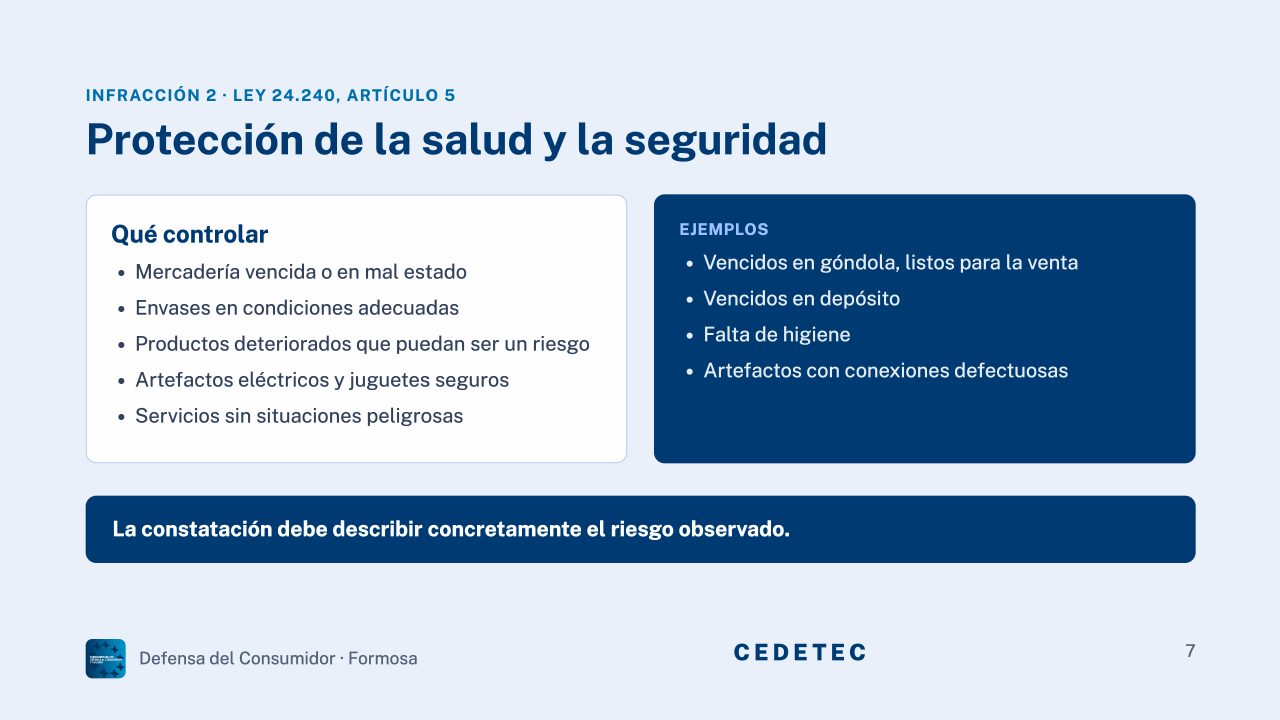 INFRACCIÓN 2 · LEY 24.240, ARTÍCULO 5
Protección de la salud y la seguridad
Qué controlar
• Mercadería vencida o en mal estado
• Envases en condiciones adecuadas
• Productos deteriorados que puedan ser un riesgo
• Artefactos eléctricos y juguetes seguros
• Servicios sin situaciones peligrosas
EJEMPLOS
• Vencidos en góndola, listos para la venta
• Vencidos en depósito
• Falta de higiene
• Artefactos con conexiones defectuosas
La constatación debe describir concretamente el riesgo observado.
Defensa del Consumidor · Formosa
CEDETEC
7